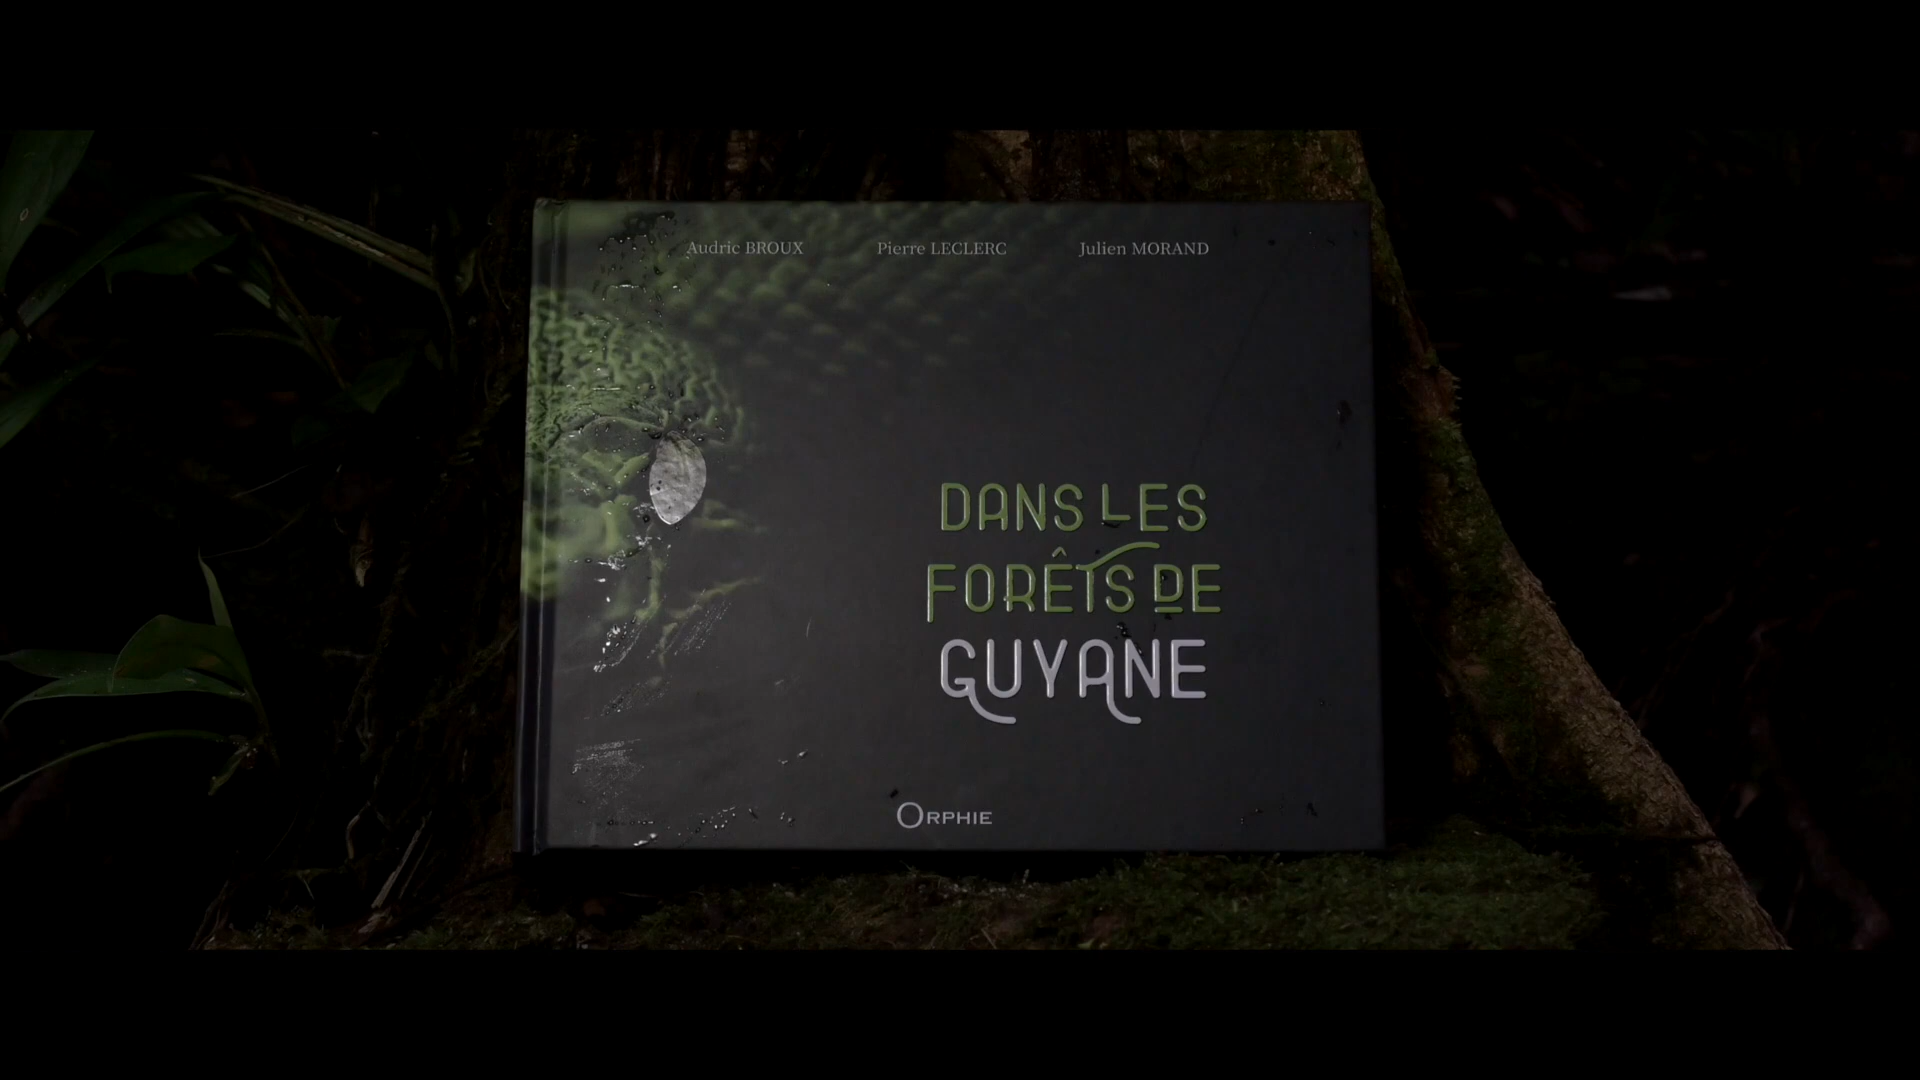 Audric BROUX Pierre LECLERC Julien MORAND
DANS LES
FORÊTS DE
GUYANE
ORPHIE